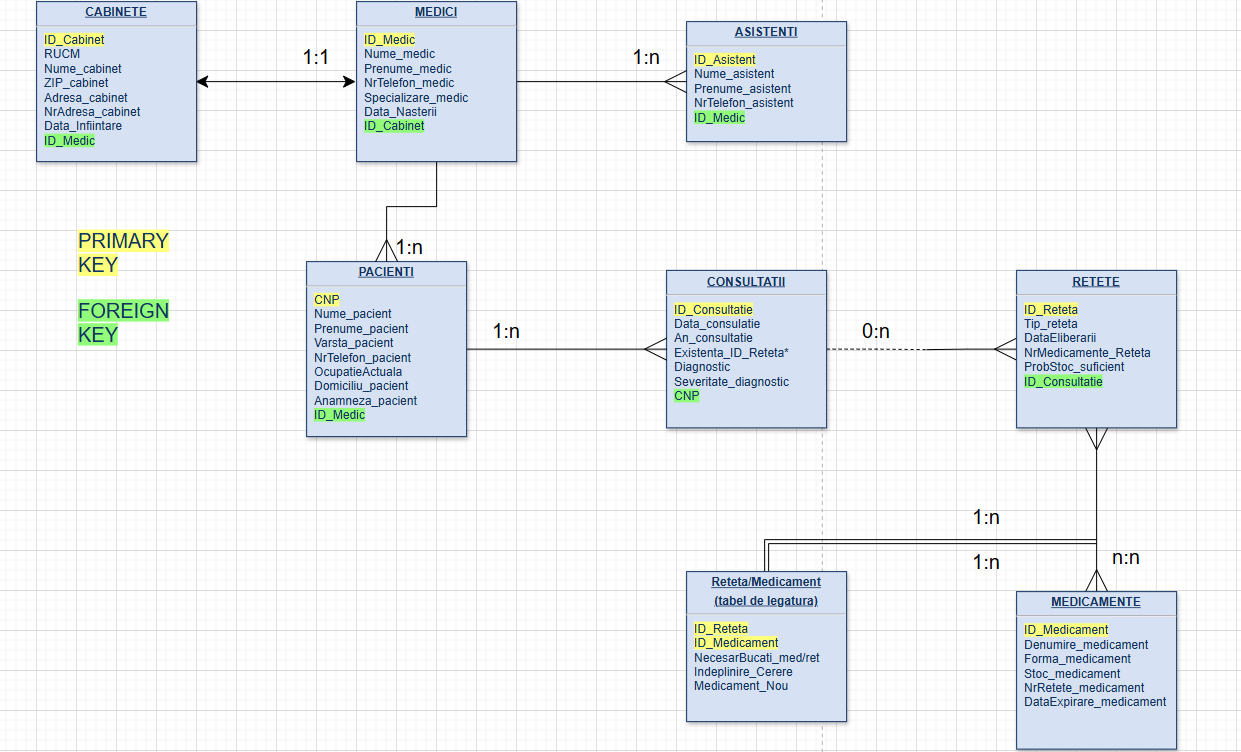 CABINETE
ID_Cabinet
RUCM
Nume_cabinet
ZIP_cabinet
Adresa_cabinet
NrAdresa_cabinet
Data_Infiintare
ID_Medic
1:1
MEDICI
ID_Medic
Nume_medic
Prenume_medic
NrTelefon_medic
Specializare_medic
Data_Nasterii
ID_Cabinet
1:n
ASISTENTI
ID_Asistent
Nume_asistent
Prenume_asistent
NrTelefon_asistent
ID_Medic
PRIMARY
KEY
FOREIGN
KEY
1:n
PACIENTI
CNP
Nume_pacient
Prenume_pacient
Varsta_pacient
NrTelefon_pacient
OcupatieActuala
Domiciliu_pacient
Anamneza_pacient
ID_Medic
1:n
CONSULTATII
ID_Consultatie
Data_consulatie
An_consultatie
Existenta_ID_Reteta*
Diagnostic
Severitate_diagnostic
CNP
0:n
RETETE
ID_Reteta
Tip_reteta
DataEliberarii
NrMedicamente_Reteta
ProbStoc_suficient
ID_Consultatie
1:n
1:n
n:n
Reteta/Medicament
(tabel de legatura)
ID_Reteta
ID_Medicament
NecesarBucati_med/ret
Indeplinire_Cerere
Medicament_Nou
MEDICAMENTE
ID_Medicament
Denumire_medicament
Forma_medicament
Stoc_medicament
NrRetete_medicament
DataExpirare_medicament